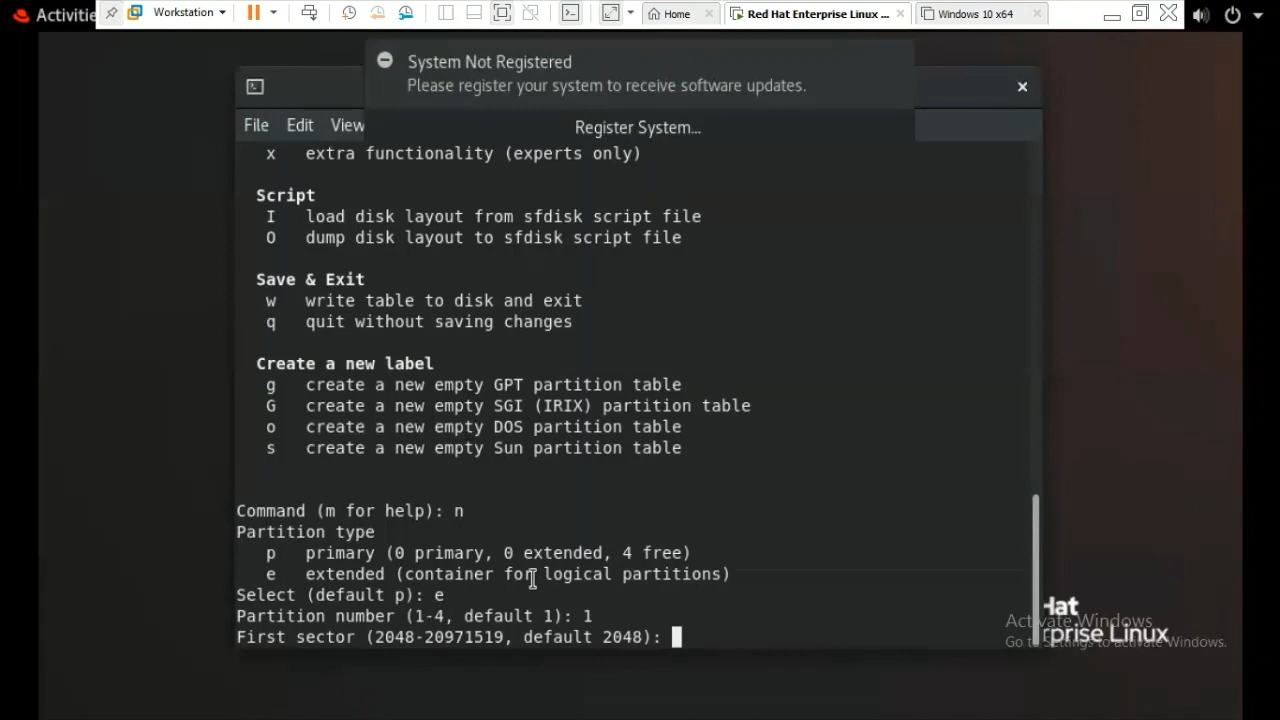 Activities
Workstation
Home
Red Hat Enterprise Linux ...
Windows 10 x64
System Not Registered
Please register your system to receive software updates.
Register System...
File Edit View
x extra functionality (experts only)
Script
I load disk layout from sfdisk script file
O dump disk layout to sfdisk script file
Save & Exit
w write table to disk and exit
q quit without saving changes
Create a new label
g create a new empty GPT partition table
G create a new empty SGI (IRIX) partition table
o create a new empty DOS partition table
s create a new empty Sun partition table
Command (m for help): n
Partition type
p primary (0 primary, 0 extended, 4 free)
e extended (container for logical partitions)
Select (default p): e
Partition number (1-4, default 1): 1
First sector (2048-20971519, default 2048):
Hat
rprise Linux
Activate Windows
Go to Settings to activate Windows.